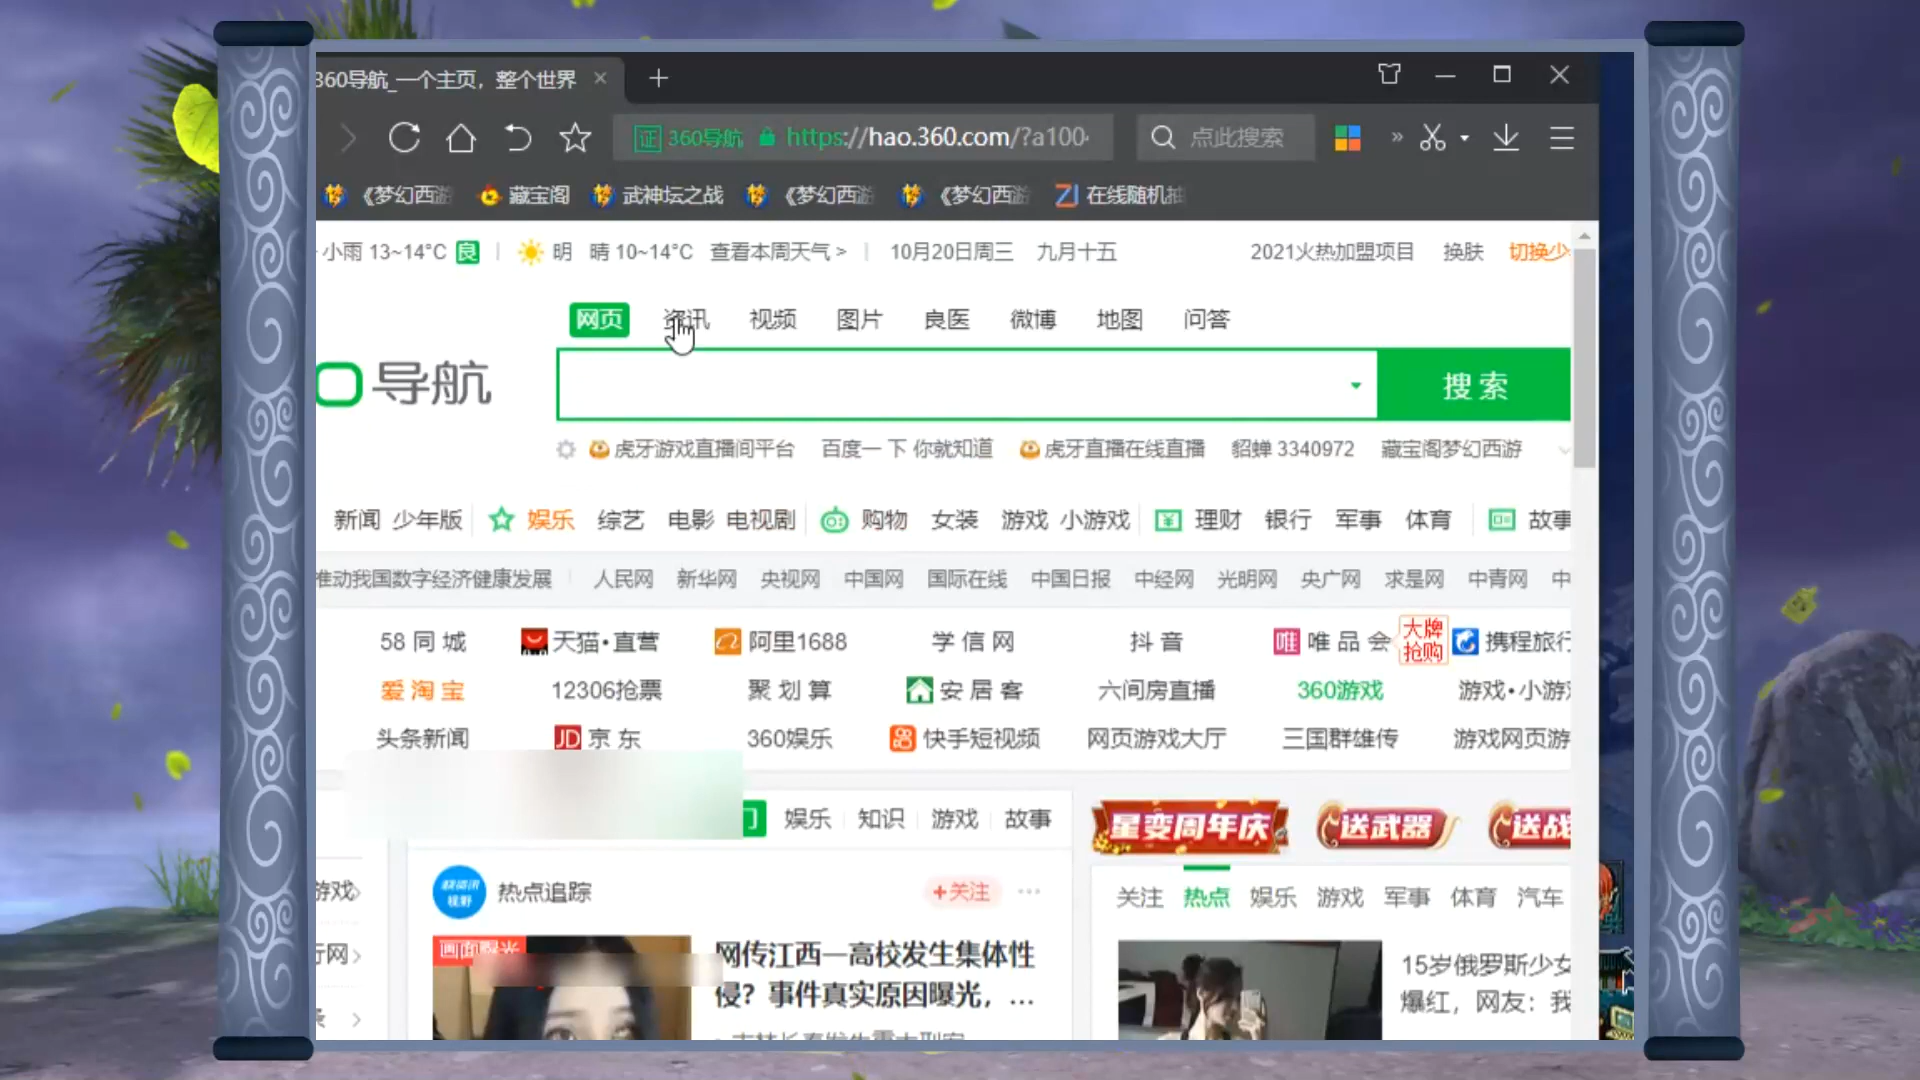 360导航_一个主页，整个世界
证 360导航 https://hao.360.com/?a100 点此搜索
《梦幻西游 藏宝阁 武神坛之战 《梦幻西游 《梦幻西游 在线随机抽
小雨 13~14°C 良 明 晴 10~14°C 查看本周天气 > 10月20日周三 九月十五 2021火热加盟项目 换肤 切换少
网页 资讯 视频 图片 良医 微博 地图 问答
导航 搜索
虎牙游戏直播间平台 百度一下 你就知道 虎牙直播在线直播 貂蝉 3340972 藏宝阁梦幻西游
新闻 少年版 娱乐 综艺 电影 电视剧 购物 女装 游戏 小游戏 理财 银行 军事 体育 故事
推动我国数字经济健康发展 人民网 新华网 央视网 中国网 国际在线 中国日报 中经网 光明网 央广网 求是网 中青网 中
58同城 天猫•直营 阿里1688 学信网 抖音 唯 唯品会 大牌抢购 携程旅行
爱淘宝 12306抢票 聚划算 安居客 六间房直播 360游戏 游戏•小游戏
头条新闻 JD 京东 360娱乐 快手短视频 网页游戏大厅 三国群雄传 游戏网页游
娱乐 知识 游戏 故事 星变周年庆 送武器 送战
游戏> 热点追踪 +关注 ··· 关注 热点 娱乐 游戏 军事 体育 汽车
行网>
网传江西一高校发生集体性
侵？事件真实原因曝光，...
15岁俄罗斯少女
爆红，网友：我